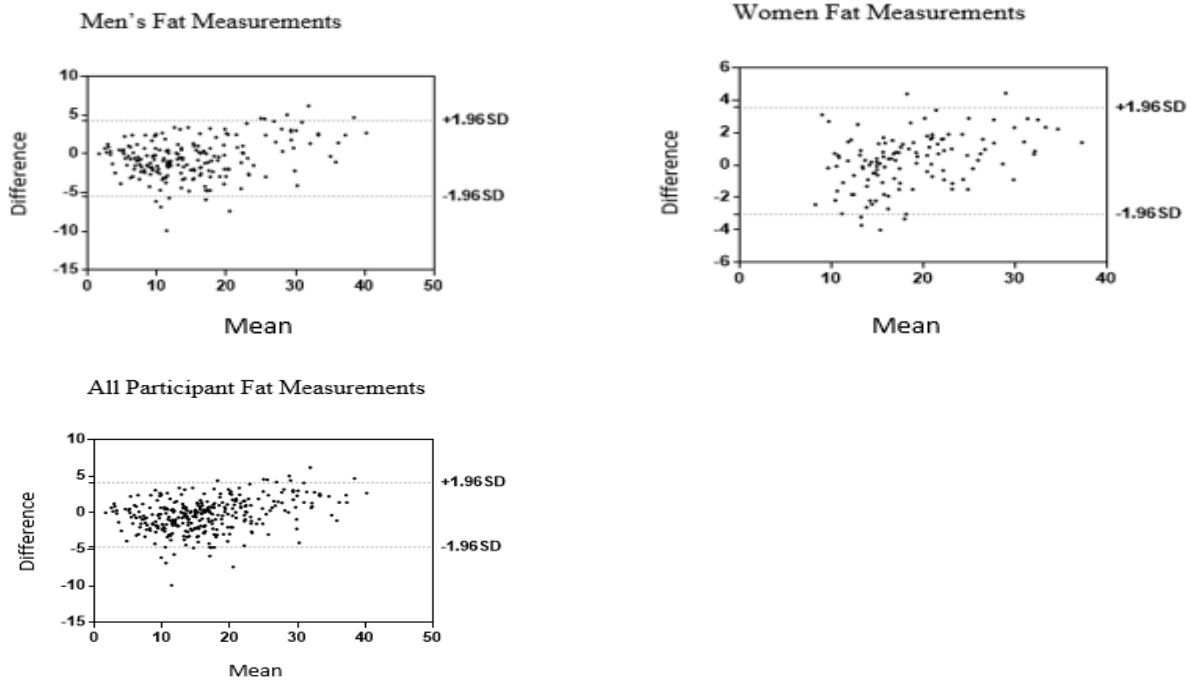 Men's Fat Measurements
10
5
0
-5
-10
-15
Difference
+1.96SD
-1.96SD
0 10 20 30 40 50
Mean
Women Fat Measurements
6
4
2
0
-2
-4
-6
Difference
+1.96SD
-1.96SD
0 10 20 30 40
Mean
All Participant Fat Measurements
10
5
0
-5
-10
-15
Difference
+1.96SD
-1.96SD
0 10 20 30 40 50
Mean